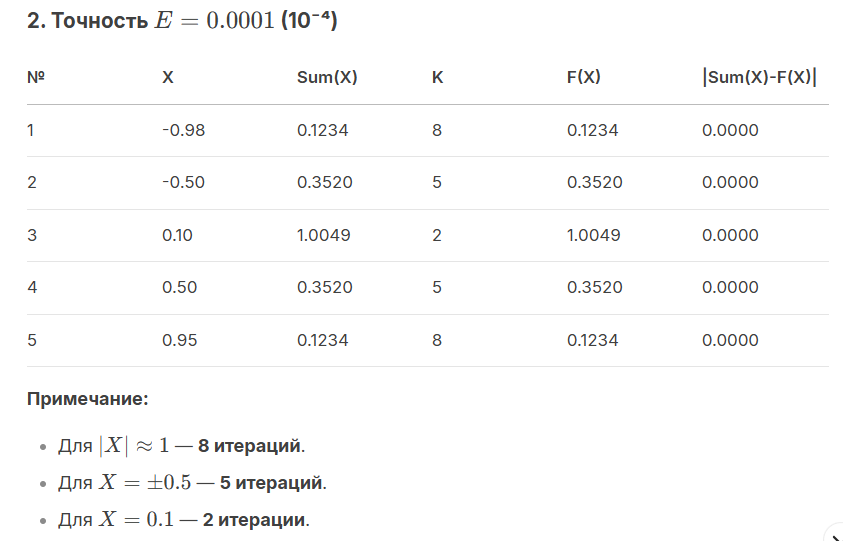 2. Точность E = 0.0001 (10⁻⁴)
№ X Sum(X) K F(X) |Sum(X)-F(X)|
1 -0.98 0.1234 8 0.1234 0.0000
2 -0.50 0.3520 5 0.3520 0.0000
3 0.10 1.0049 2 1.0049 0.0000
4 0.50 0.3520 5 0.3520 0.0000
5 0.95 0.1234 8 0.1234 0.0000
Примечание:
• Для |X| ≈ 1 — 8 итераций.
• Для X = ±0.5 — 5 итераций.
• Для X = 0.1 — 2 итерации.